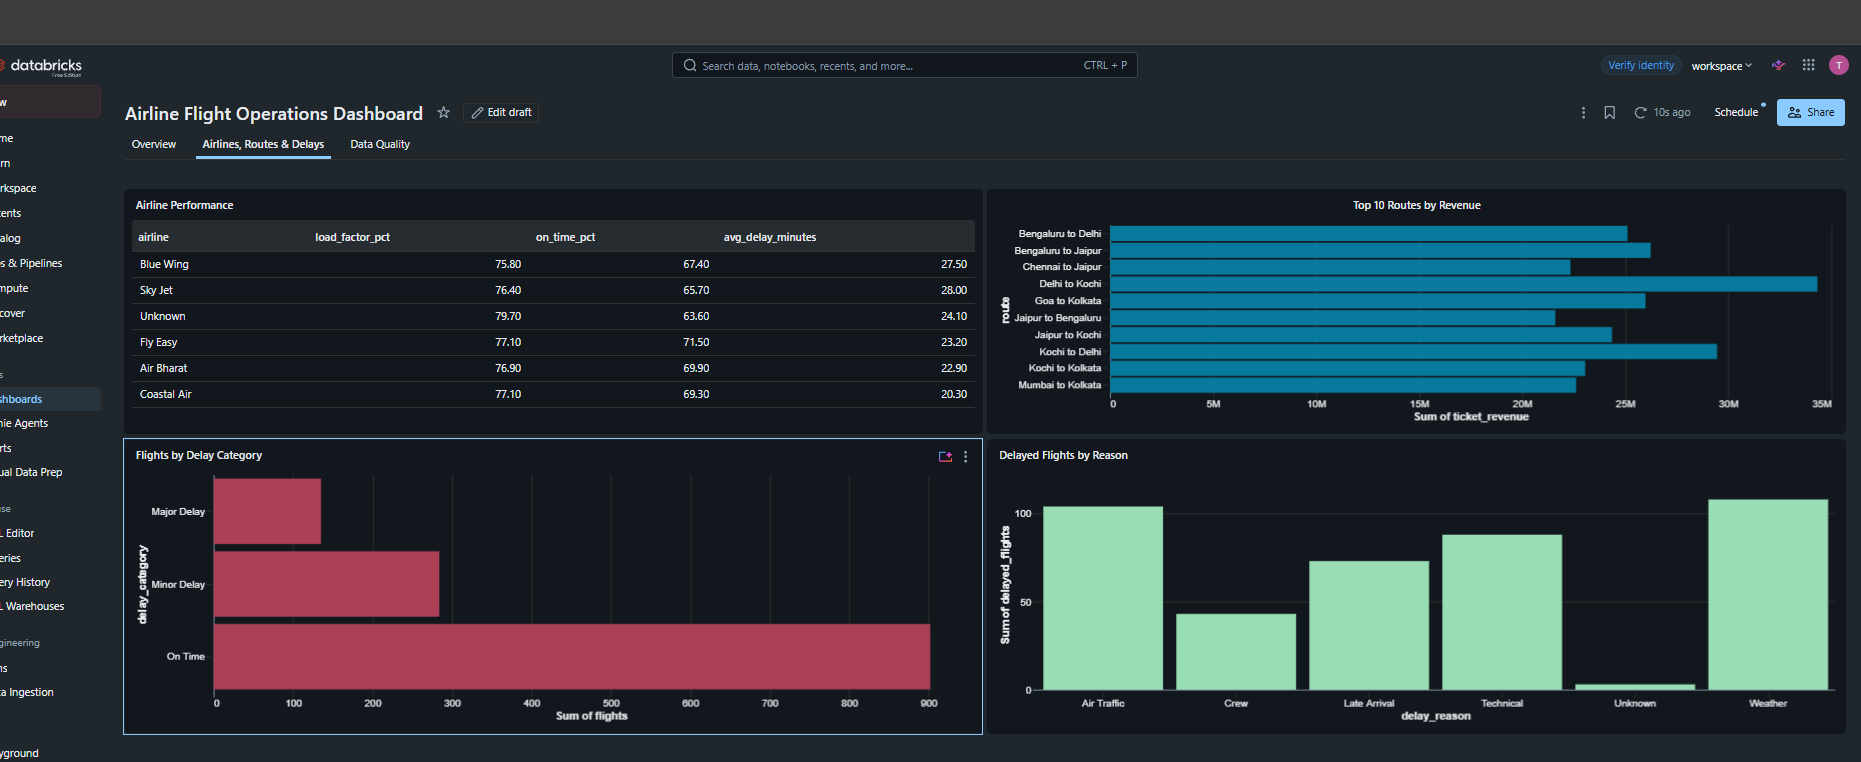 databricks
Free Edition
Search data, notebooks, recents, and more...
CTRL + P
Verify identity
workspace
T
Airline Flight Operations Dashboard
Edit draft
10s ago
Schedule
Share
Overview
Airlines, Routes & Delays
Data Quality
w
me
rn
rkspace
ents
alog
s & Pipelines
mpute
cover
rketplace
s
shboards
nie Agents
rts
ual Data Prep
se
L Editor
eries
ery History
L Warehouses
gineering
ns
ta Ingestion
yground
Airline Performance
airline load_factor_pct on_time_pct avg_delay_minutes
Blue Wing 75.80 67.40 27.50
Sky Jet 76.40 65.70 28.00
Unknown 79.70 63.60 24.10
Fly Easy 77.10 71.50 23.20
Air Bharat 76.90 69.90 22.90
Coastal Air 77.10 69.30 20.30
Top 10 Routes by Revenue
route
Bengaluru to Delhi
Bengaluru to Jaipur
Chennai to Jaipur
Delhi to Kochi
Goa to Kolkata
Jaipur to Bengaluru
Jaipur to Kochi
Kochi to Delhi
Kochi to Kolkata
Mumbai to Kolkata
0 5M 10M 15M 20M 25M 30M 35M
Sum of ticket_revenue
Flights by Delay Category
delay_category
Major Delay
Minor Delay
On Time
0 100 200 300 400 500 600 700 800 900
Sum of flights
Delayed Flights by Reason
Sum of delayed_flights
100
50
0
Air Traffic Crew Late Arrival Technical Unknown Weather
delay_reason